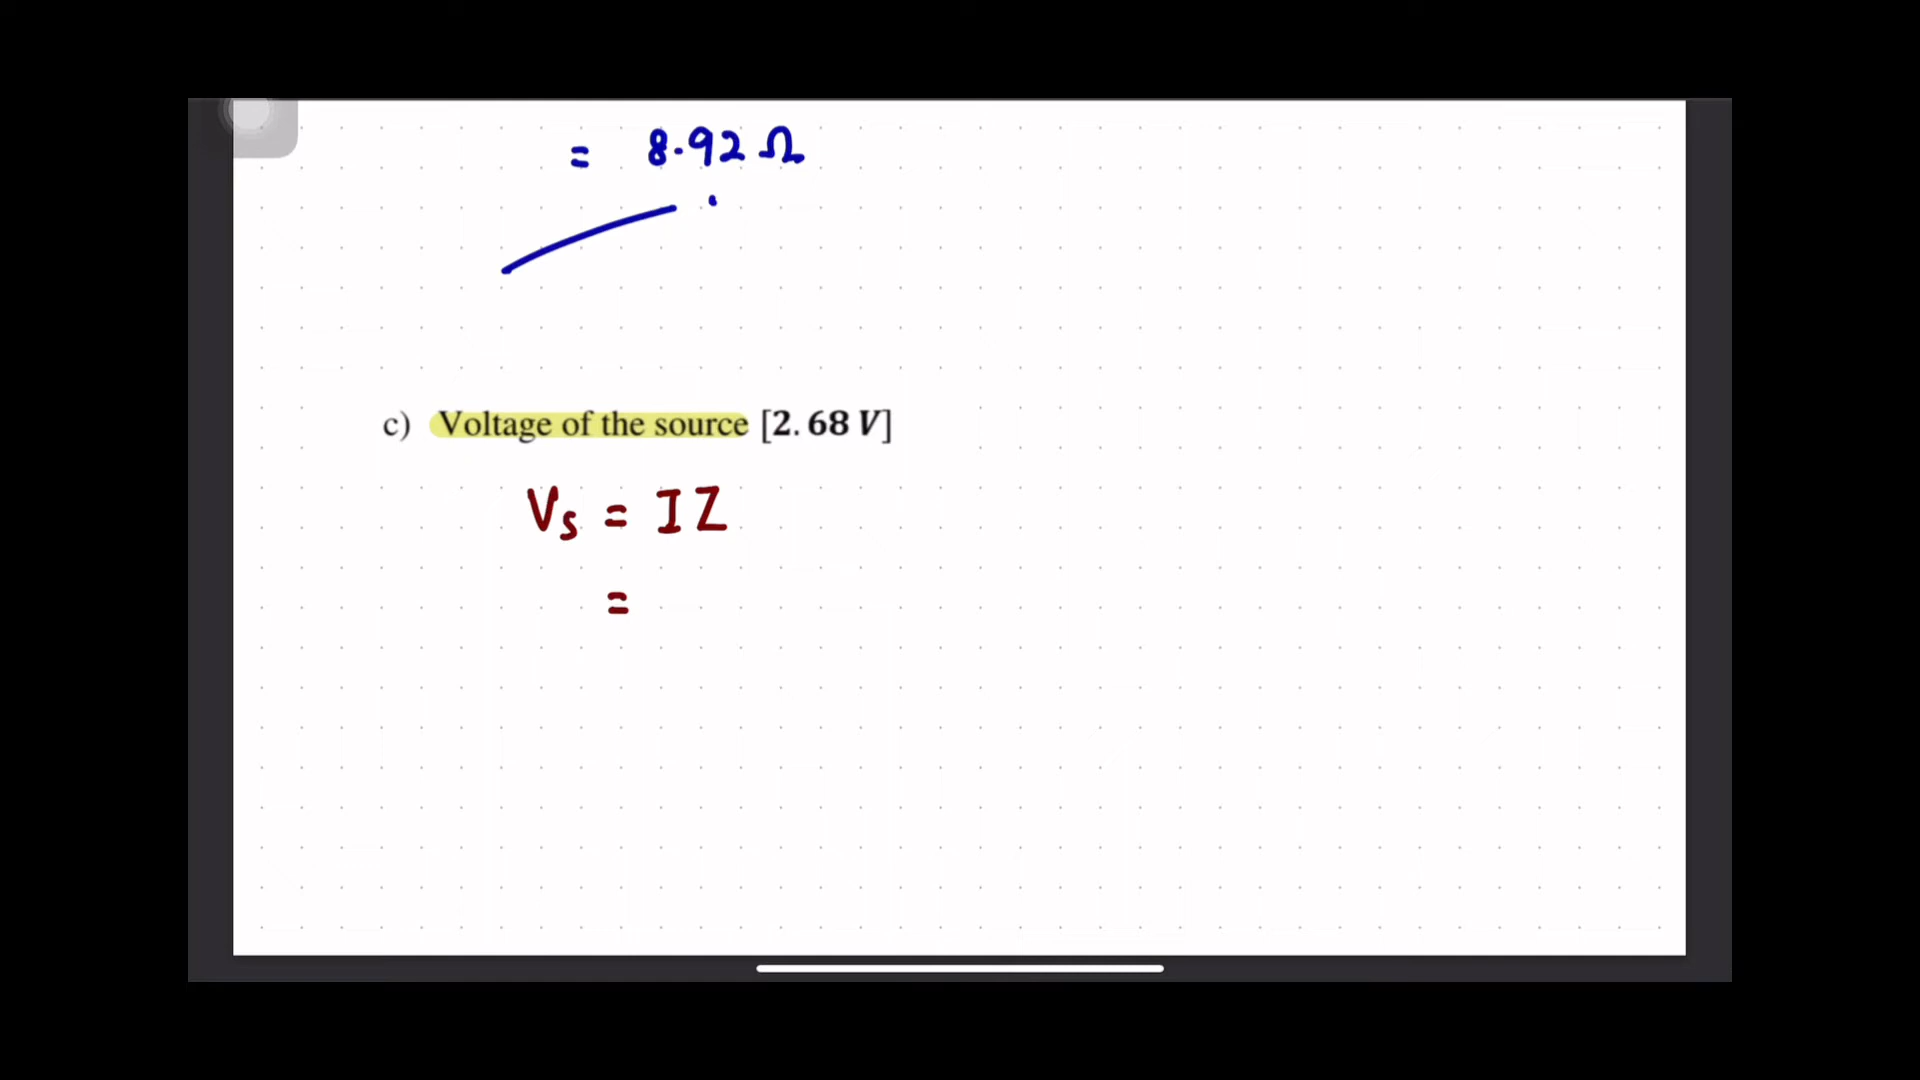 = 8.92 Ω
c) Voltage of the source [2.68 V]
Vs = IZ
=